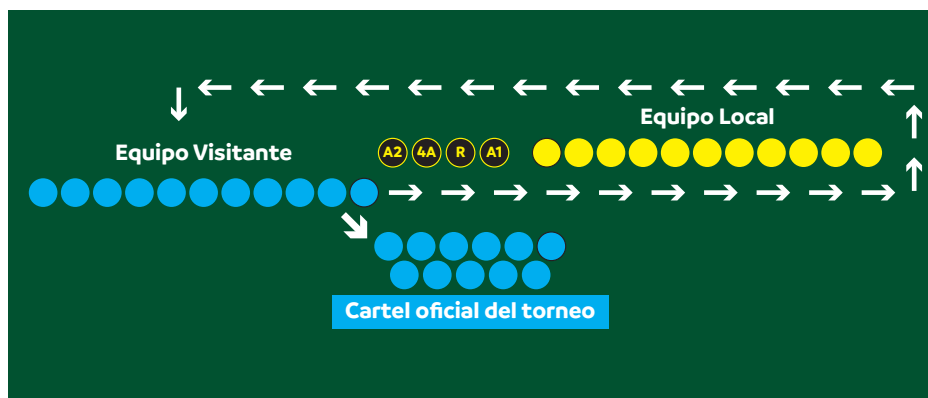 Equipo Local
Equipo Visitante
A2 4A R A1
Cartel oficial del torneo